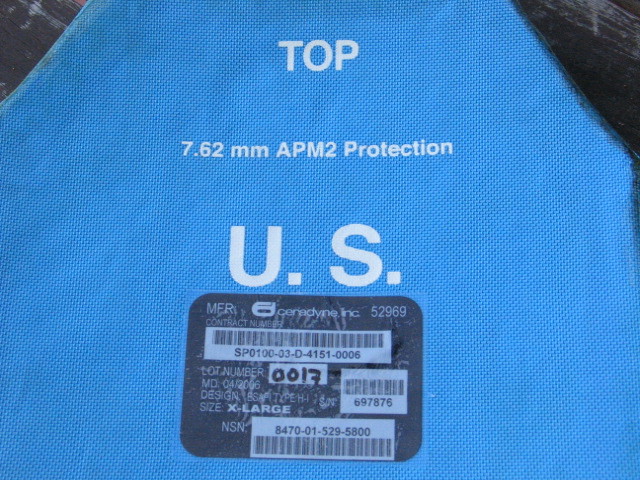 TOP
7.62 mm APM2 Protection
U. S.
MFR: ceradyne, inc. 52969
CONTRACT NUMBER
SP0100-03-D-4151-0006
LOT NUMBER 0017
MD. 04/2006
DESIGN: S/N:
697876
SIZE: X-LARGE
NSN:
8470-01-529-5800